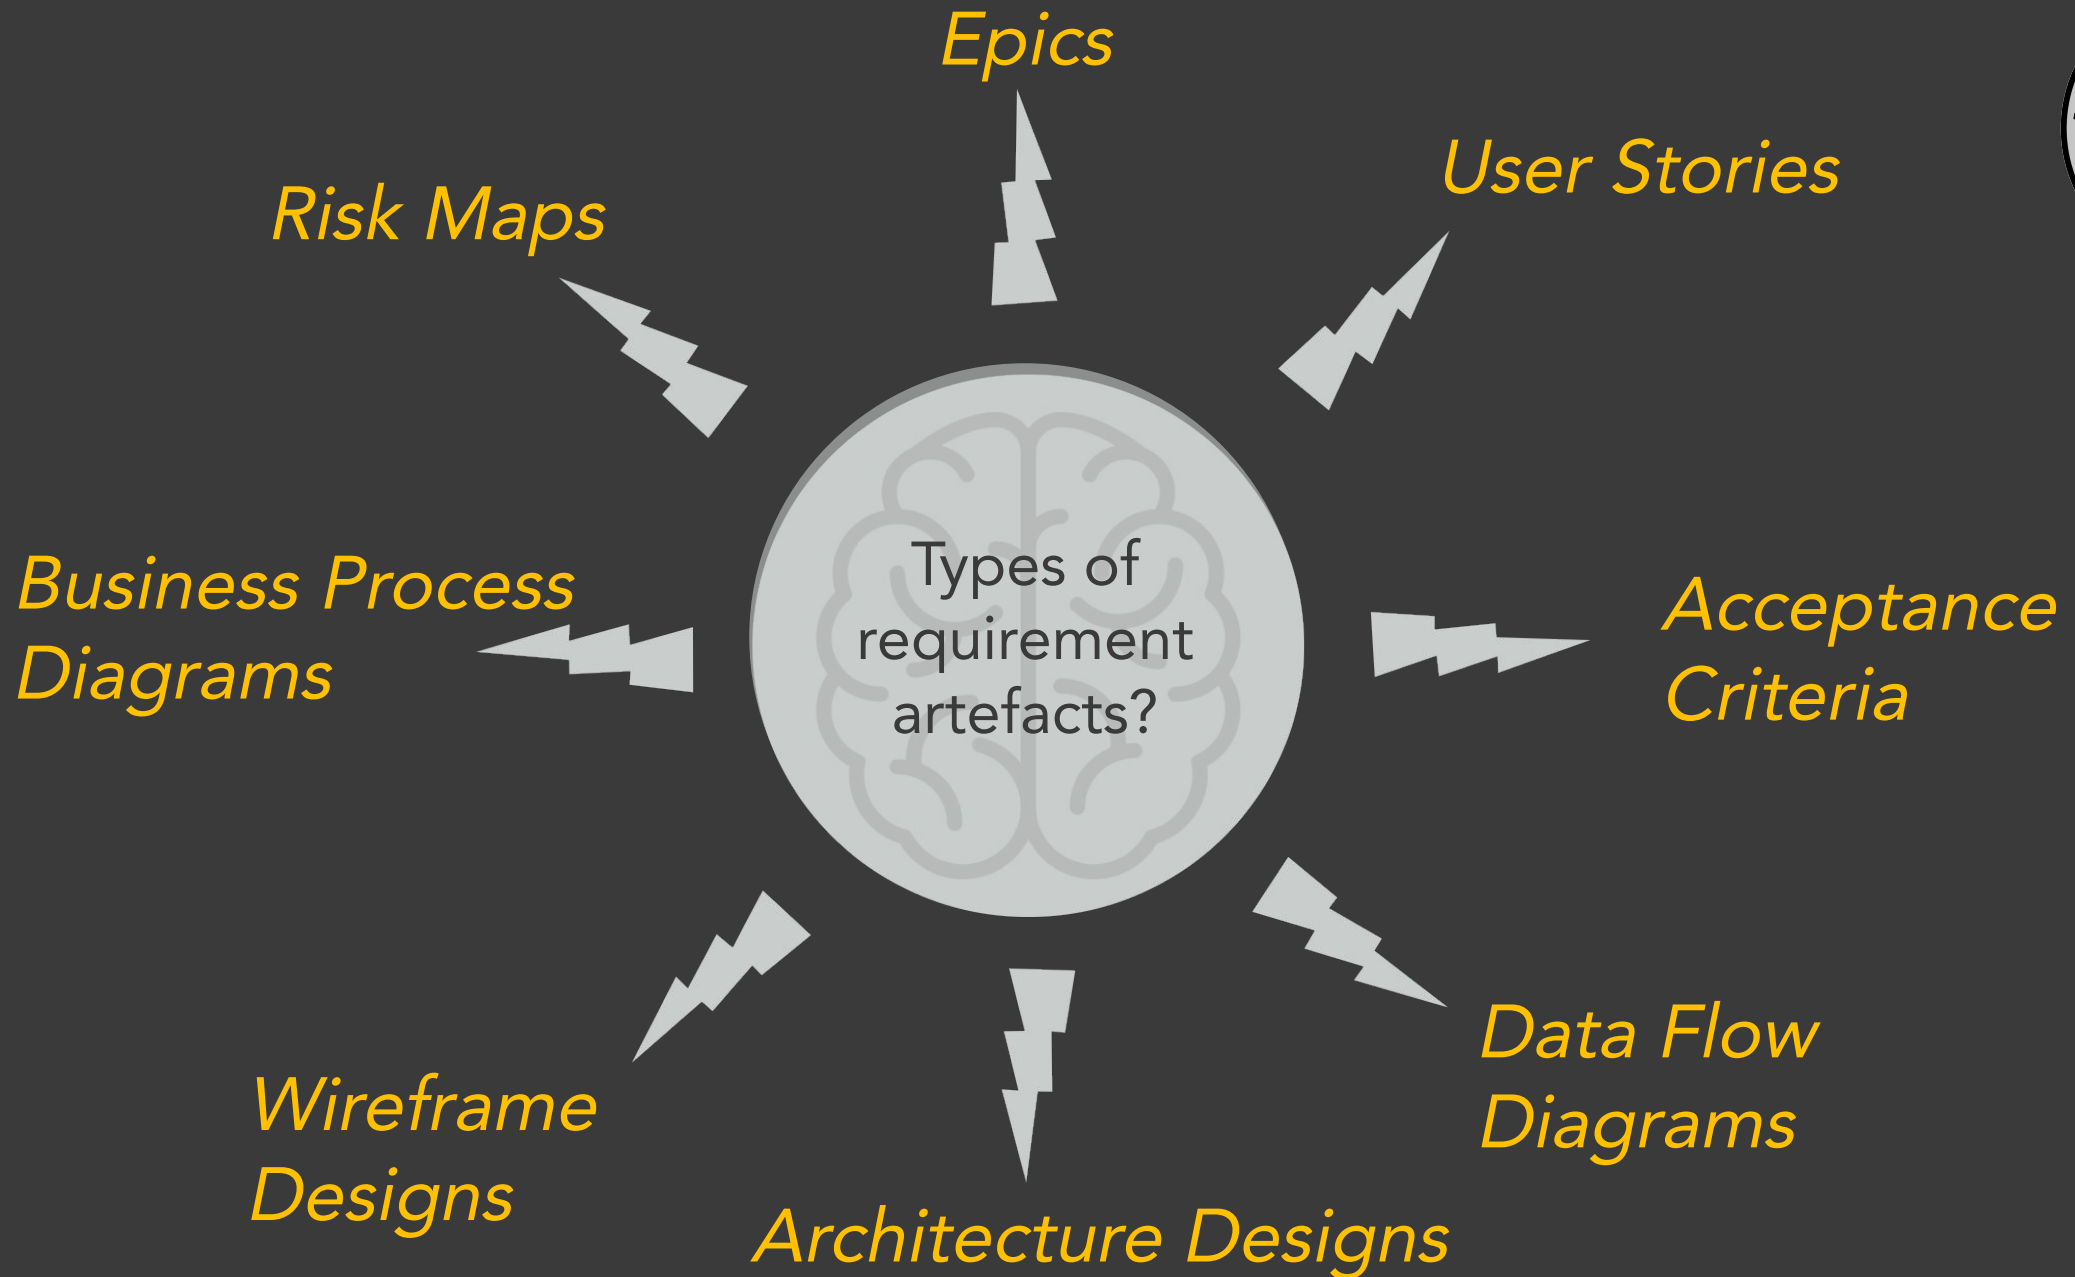 Epics
User Stories
Risk Maps
Types of
requirement
artefacts?
Business Process
Diagrams
Acceptance
Criteria
Data Flow
Diagrams
Wireframe
Designs
Architecture Designs